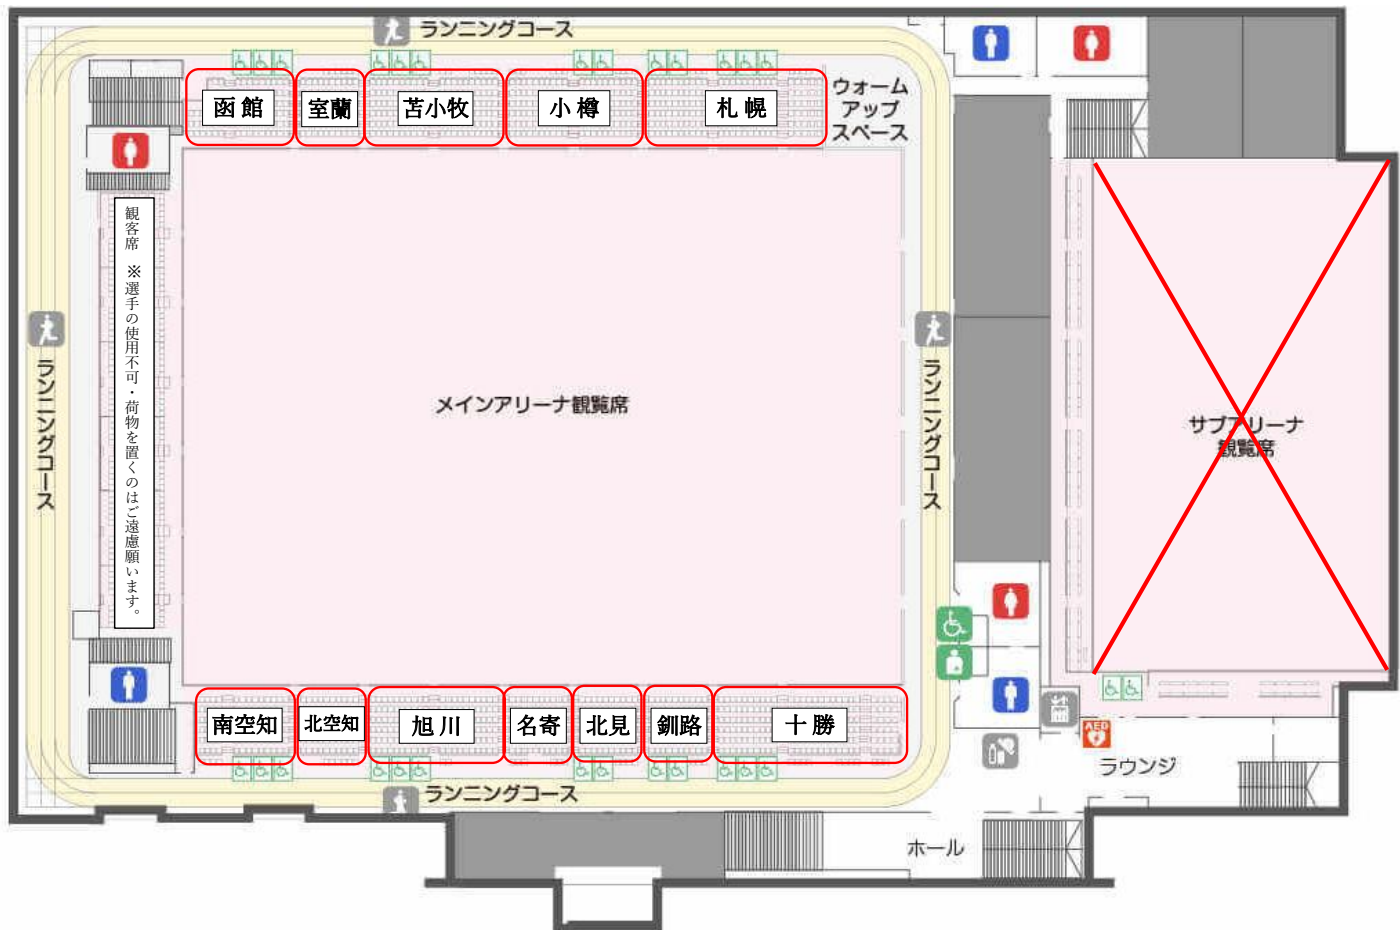 ランニングコース
函館
室蘭
苫小牧
小樽
札幌
ウォーム
アップ
スペース
観客席　※選手の使用不可・荷物を置くのはご遠慮願います。
ランニングコース
メインアリーナ観覧席
ランニングコース
サブアリーナ
観覧席
南空知
北空知
旭川
名寄
北見
釧路
十勝
AED
ラウンジ
ランニングコース
ホール